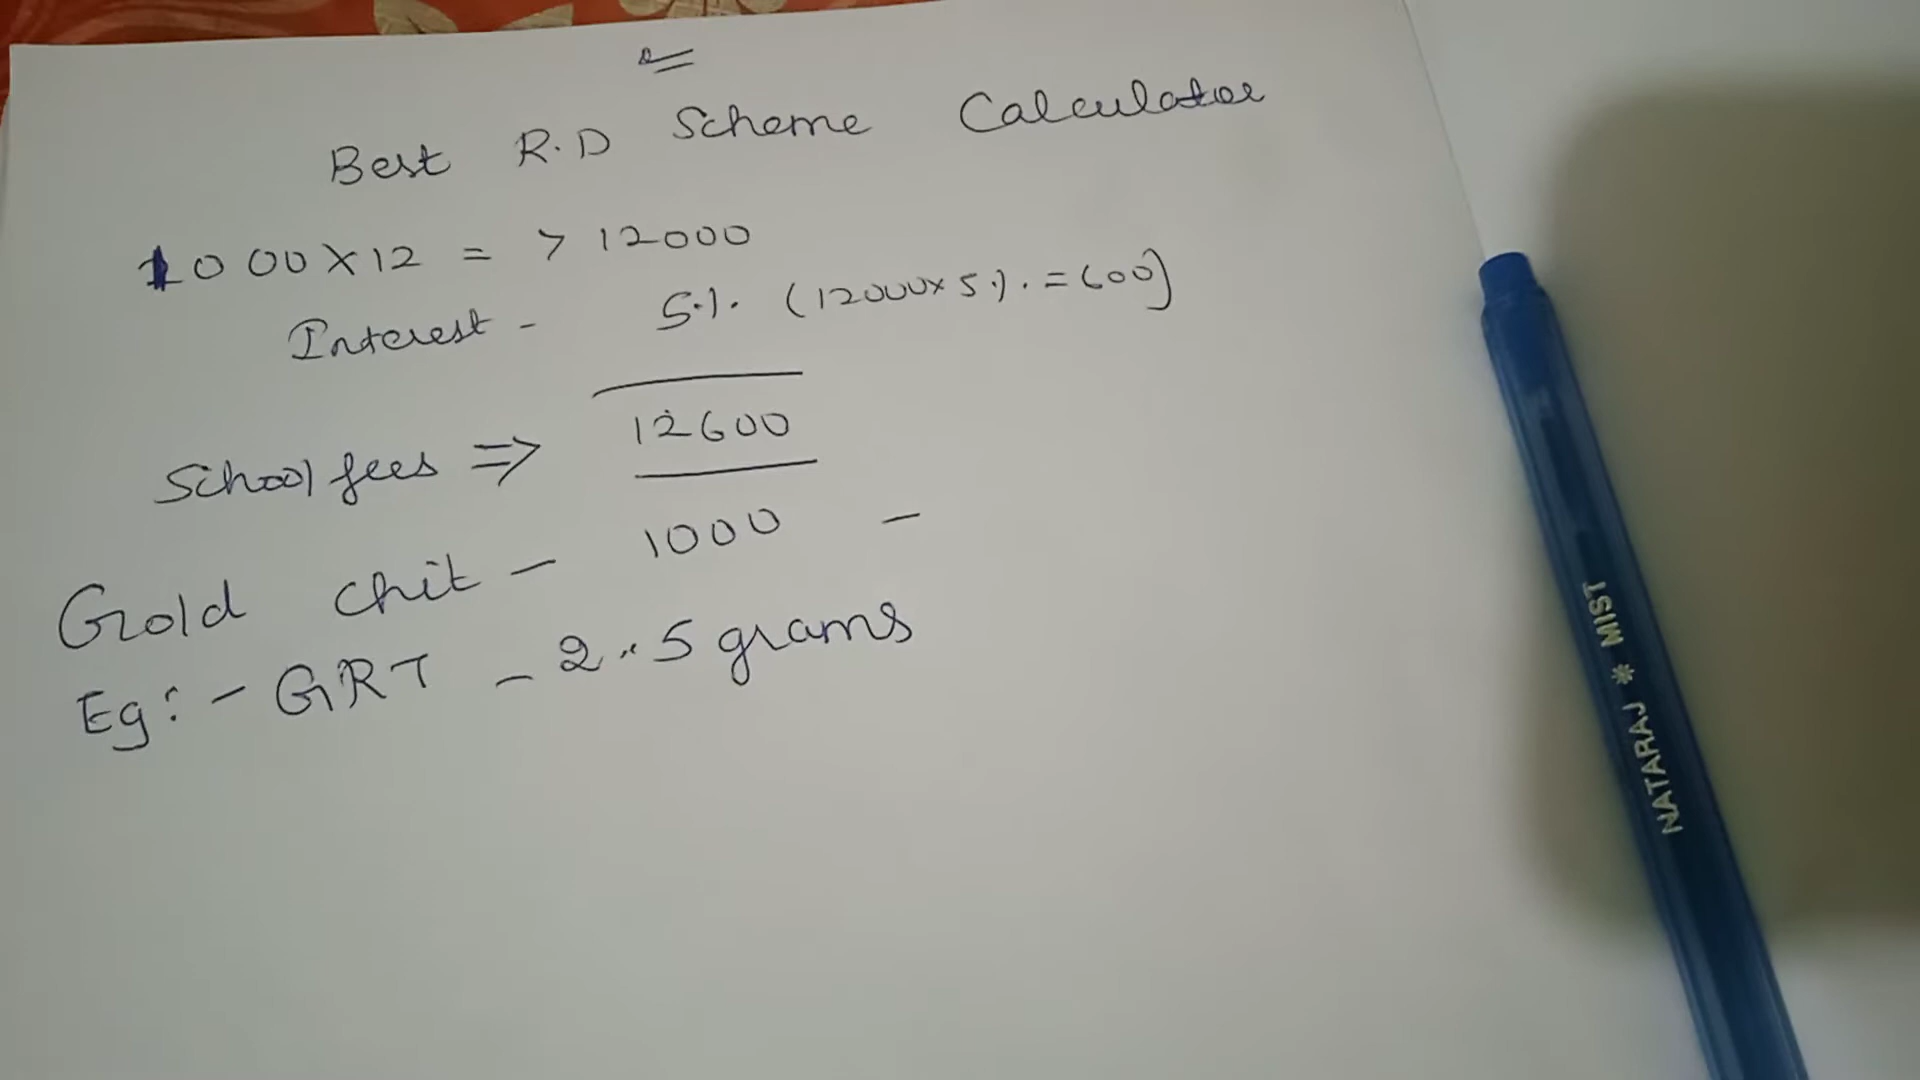 Best R.D Scheme Calculator
1000 X 12 = > 12000
Interest - 5% (12000 x 5% = 600)
12600
School fees =>
1000 -
Gold chit -
Eg: - GRT - 2.5 grams
NATARAJ * MIST